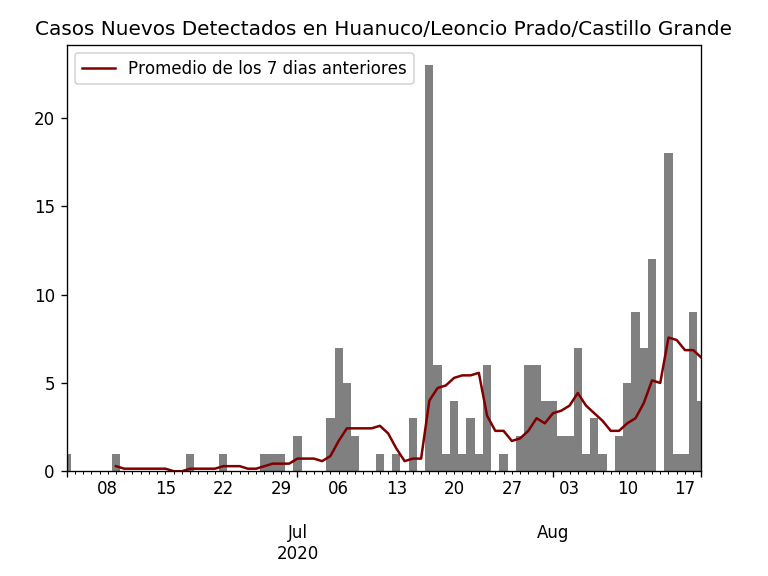 Casos Nuevos Detectados en Huanuco/Leoncio Prado/Castillo Grande
Promedio de los 7 dias anteriores
20
15
10
5
0
08 15 22 29 06 13 20 27 03 10 17
Jul Aug
2020